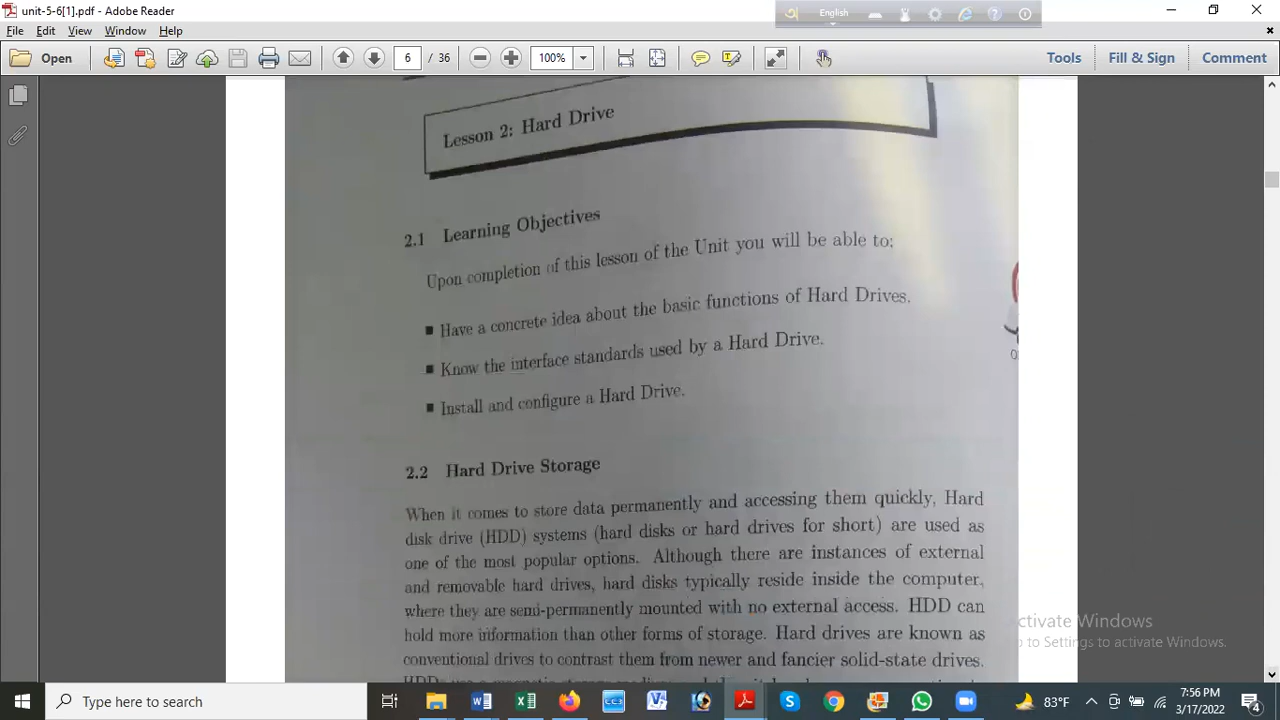 unit-5-6[1].pdf - Adobe Reader
English
File Edit View Window Help
Open 6 / 36 100% Tools Fill & Sign Comment
Lesson 2: Hard Drive
2.1 Learning Objectives
Upon completion of this lesson of the Unit you will be able to:
■ Have a concrete idea about the basic functions of Hard Drives.
■ Know the interface standards used by a Hard Drive.
■ Install and configure a Hard Drive.
2.2 Hard Drive Storage
When it comes to store data permanently and accessing them quickly, Hard
disk drive (HDD) systems (hard disks or hard drives for short) are used as
one of the most popular options. Although there are instances of external
and removable hard drives, hard disks typically reside inside the computer,
where they are semi-permanently mounted with no external access. HDD can
hold more information than other forms of storage. Hard drives are known as
conventional drives to contrast them from newer and fancier solid-state drives.
ctivate Windows
to Settings to activate Windows.
Type here to search
83°F
7:56 PM
3/17/2022
4